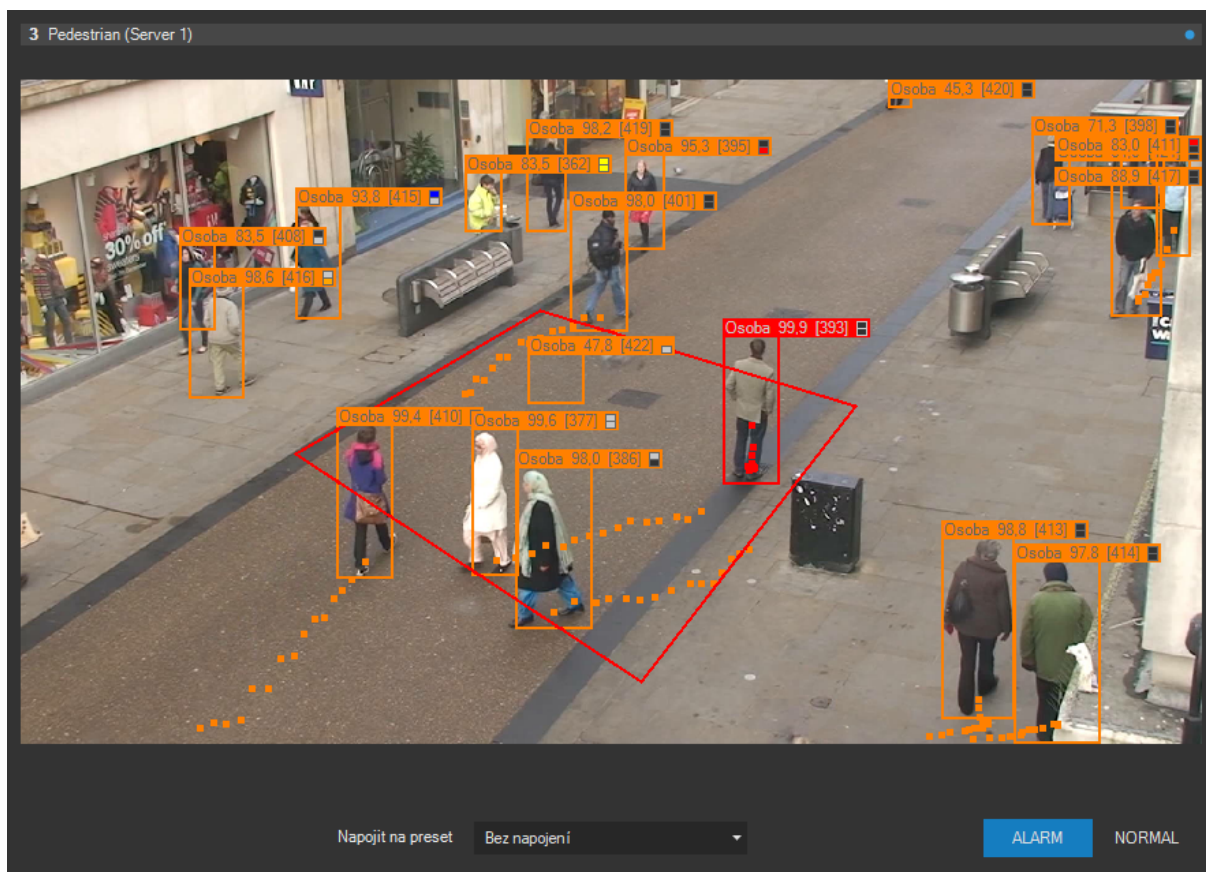 3 Pedestrian (Server 1)
Osoba 45,3 [420]
Osoba 98,2 [419]
Osoba 71,3 [398]
Osoba 95,3 [395]
Osoba 83,0 [411]
Osoba 83,5 [362]
Osoba 88,9 [417]
Osoba 93,8 [415]
Osoba 98,0 [401]
Osoba 83,5 [408]
30% off
sweaters
Osoba 98,6 [416]
Osoba 99,9 [393]
Osoba 47,8 [422]
Osoba 99,4 [410]
Osoba 99,6 [377]
Osoba 98,0 [386]
Osoba 98,8 [413]
Osoba 97,8 [414]
Napojit na preset
Bez napojení
ALARM
NORMAL